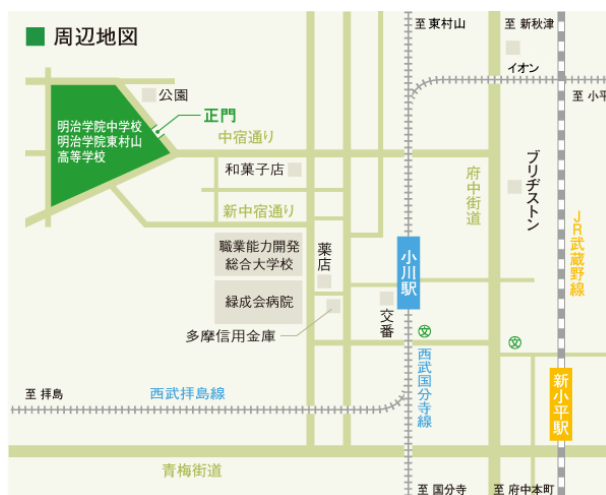 周辺地図
至 東村山
至 新秋津
イオン
至 小平
公園
正門
明治学院中学校
明治学院東村山
高等学校
中宿通り
和菓子店
府中街道
ブリヂストン
新中宿通り
JR武蔵野線
職業能力開発
総合大学校
薬店
小川駅
緑成会病院
交番
多摩信用金庫
文
文
至 拝島
西武拝島線
西武国分寺線
新小平駅
青梅街道
至 国分寺
至 府中本町